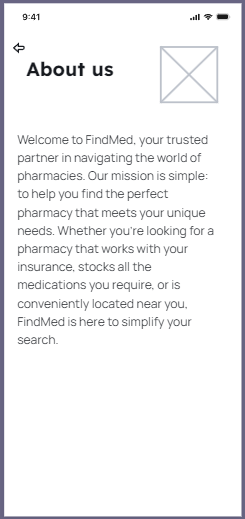 9:41
About us
Welcome to FindMed, your trusted
partner in navigating the world of
pharmacies. Our mission is simple:
to help you find the perfect
pharmacy that meets your unique
needs. Whether you're looking for a
pharmacy that works with your
insurance, stocks all the
medications you require, or is
conveniently located near you,
FindMed is here to simplify your
search.